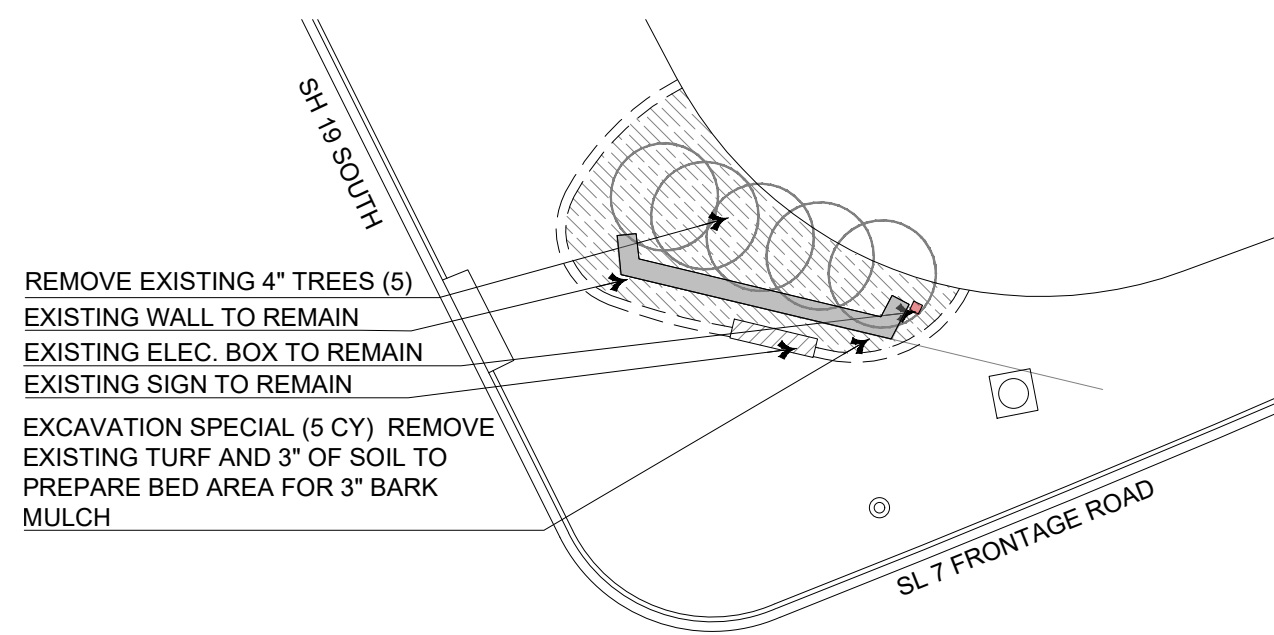 SH 19 SOUTH
REMOVE EXISTING 4" TREES (5)
EXISTING WALL TO REMAIN
EXISTING ELEC. BOX TO REMAIN
EXISTING SIGN TO REMAIN
EXCAVATION SPECIAL (5 CY) REMOVE
EXISTING TURF AND 3" OF SOIL TO
PREPARE BED AREA FOR 3" BARK
MULCH
SL 7 FRONTAGE ROAD